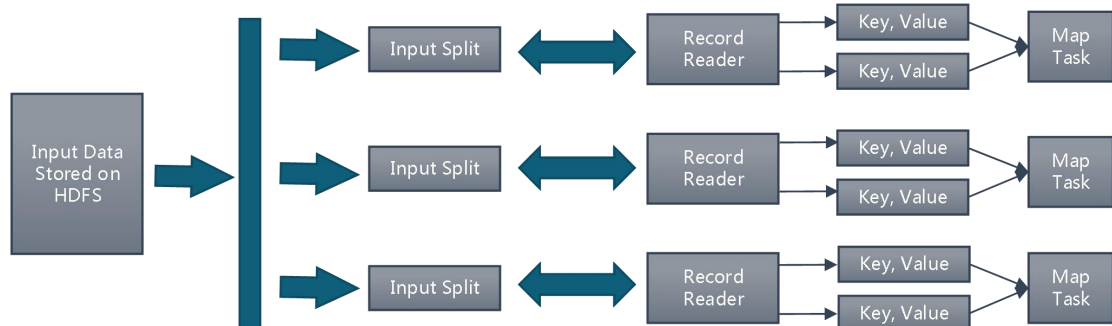 Input Data
Stored on
HDFS
Input Split
Record
Reader
Key, Value
Key, Value
Map
Task
Input Split
Record
Reader
Key, Value
Key, Value
Map
Task
Input Split
Record
Reader
Key, Value
Key, Value
Map
Task